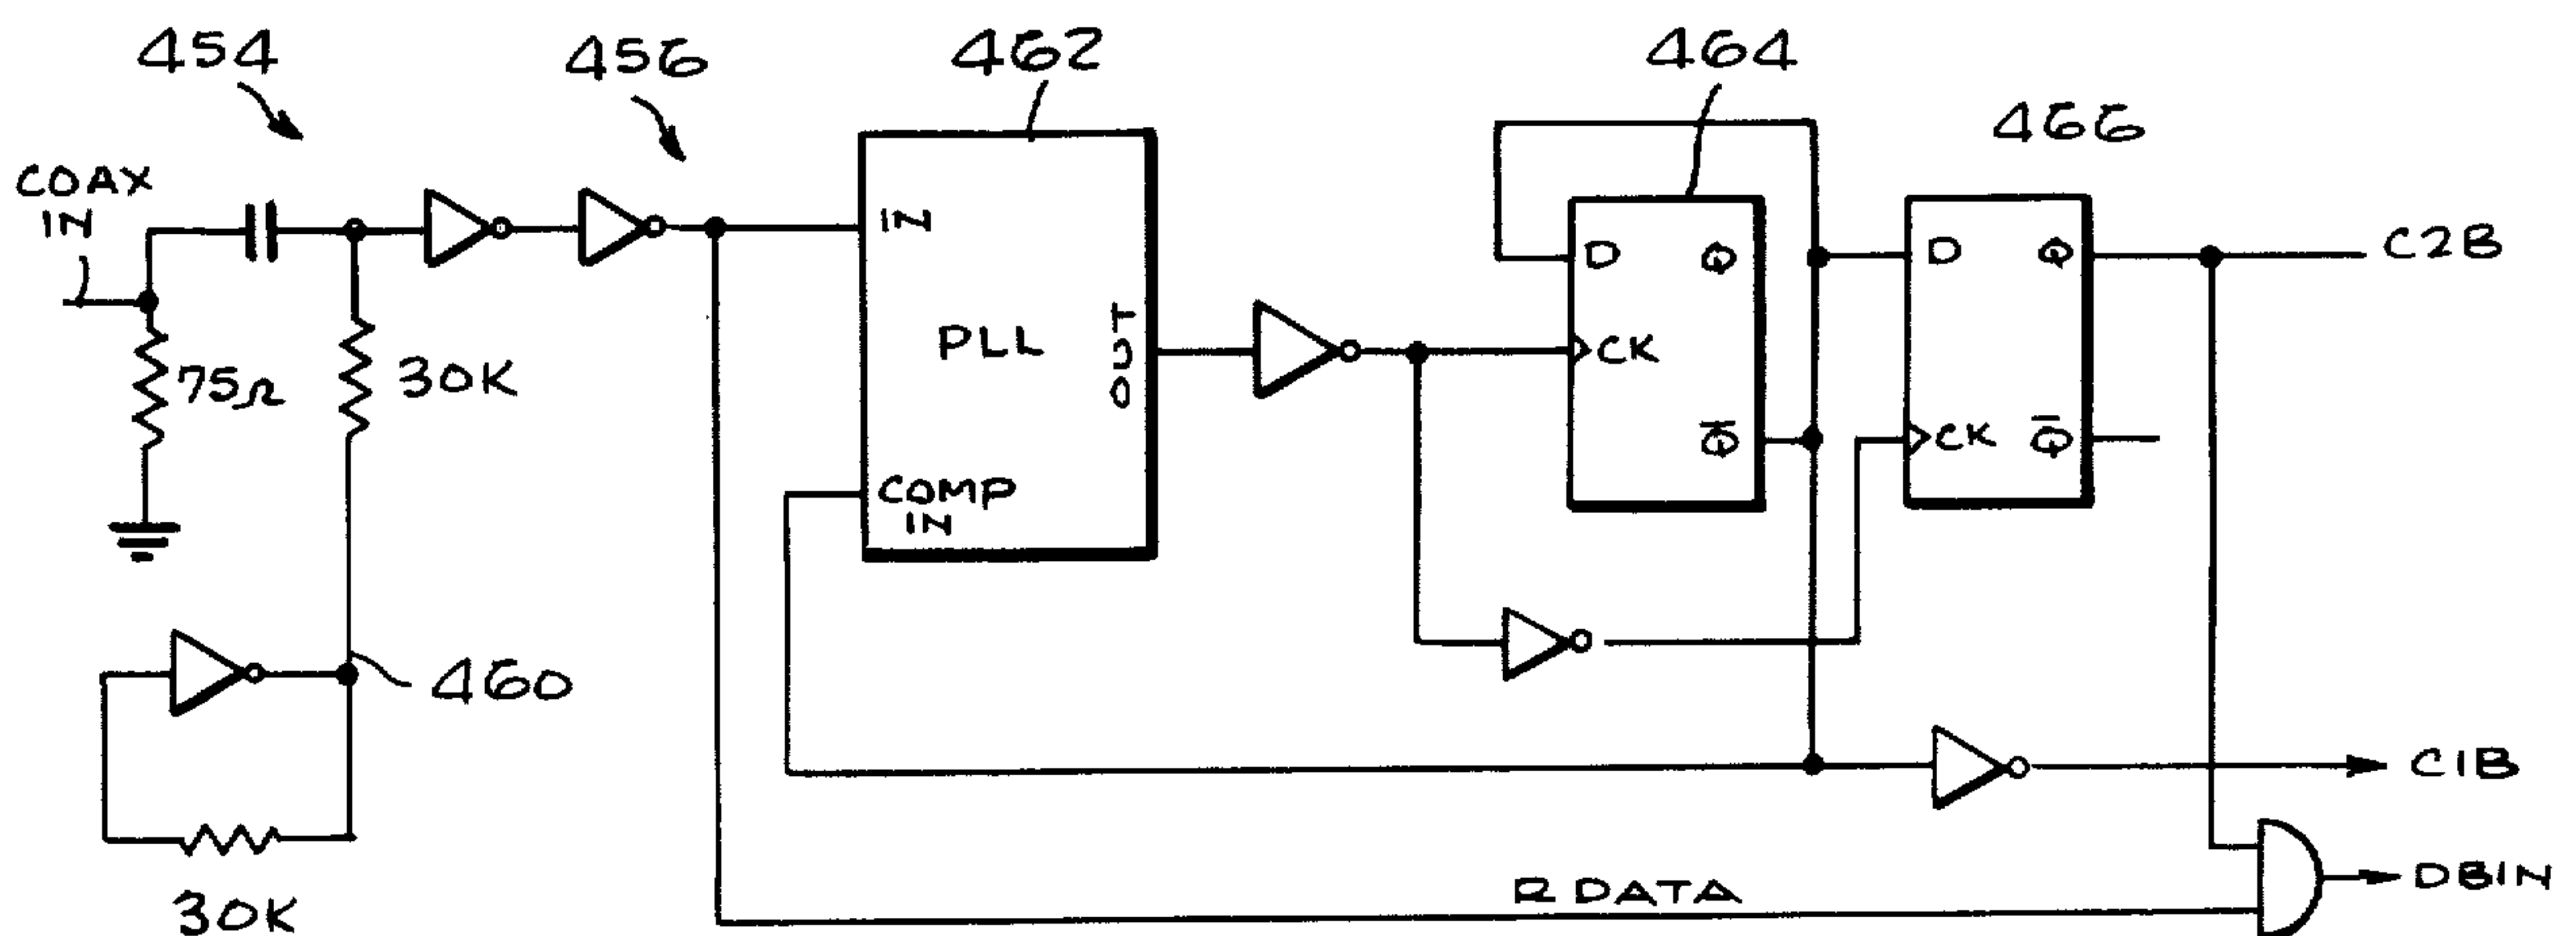 454
456
462
464
466
COAX
IN
75Ω
30K
460
30K
IN
PLL
OUT
COMP
IN
D
Q
CK
Q̅
D
Q
CK
Q̅
C2B
C1B
R DATA
DBIN